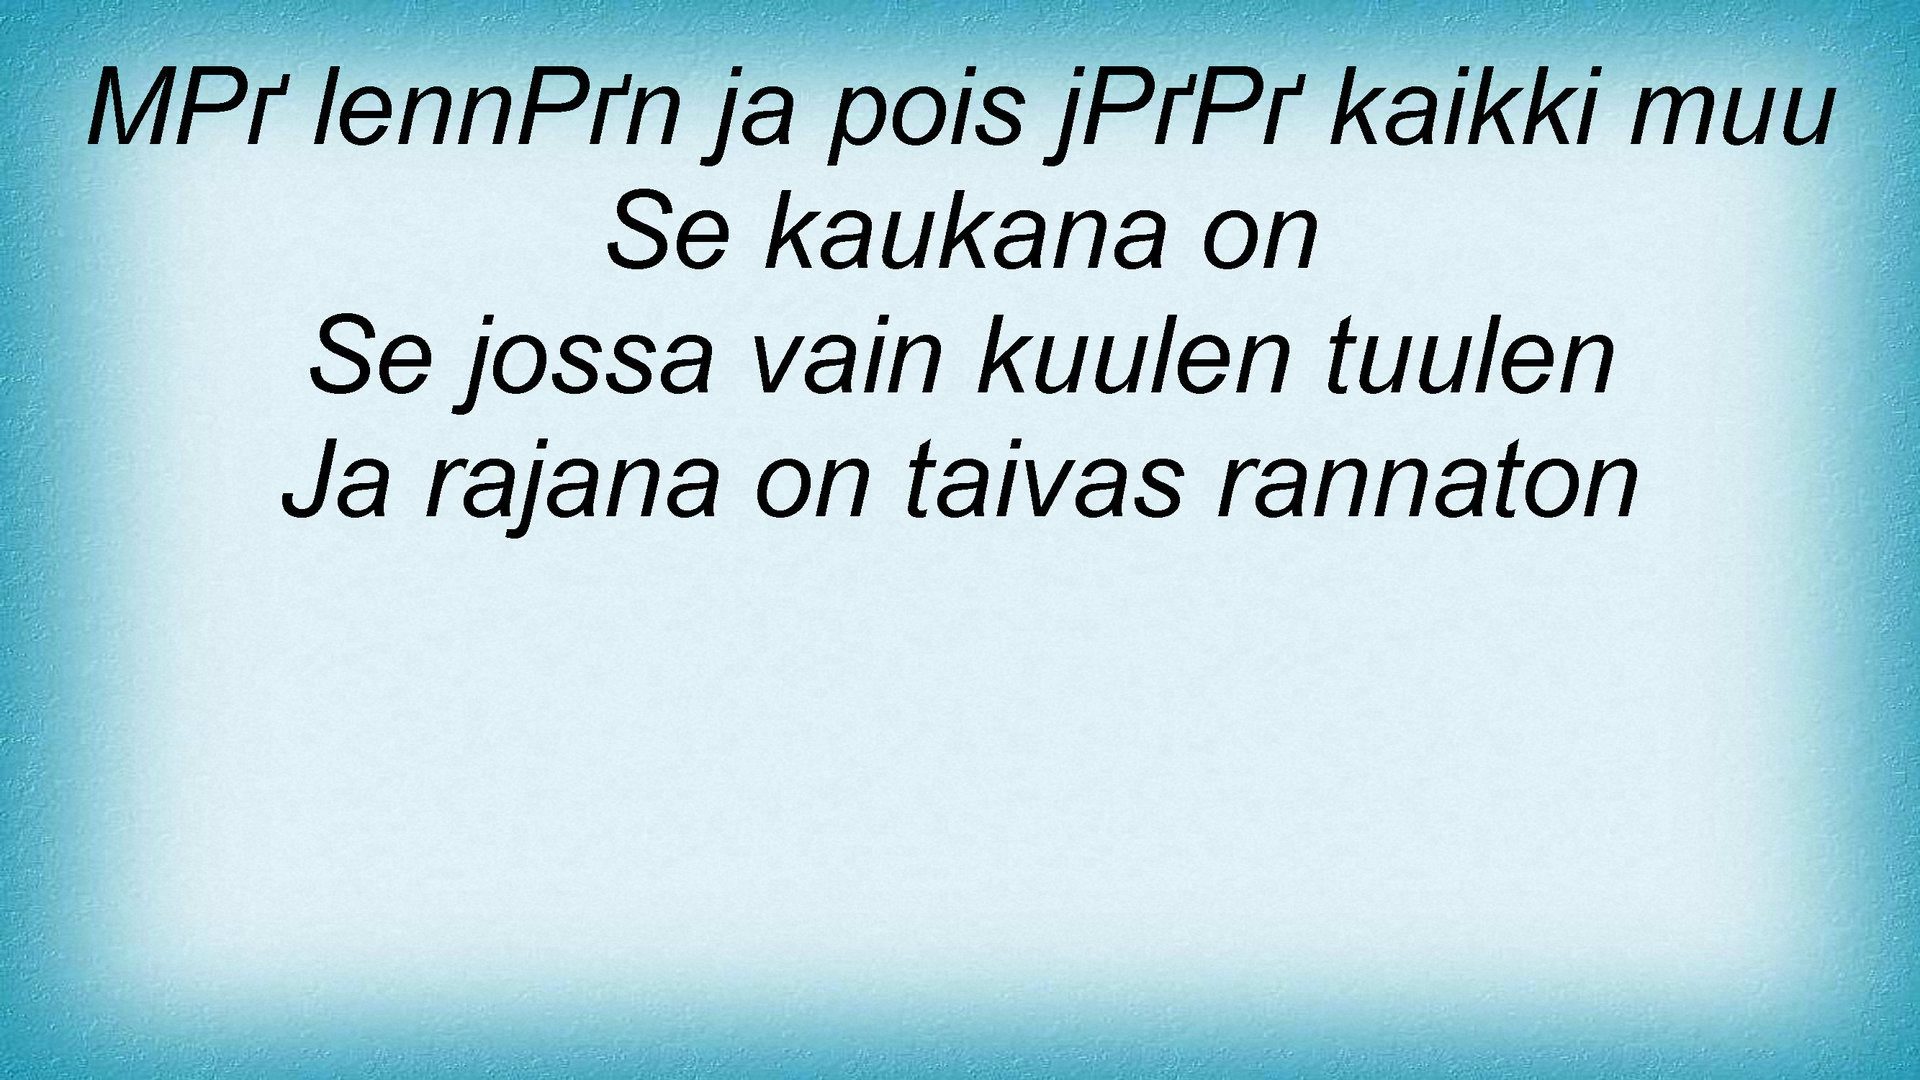 MPґ lennPґn ja pois jPґPґ kaikki muu
Se kaukana on
Se jossa vain kuulen tuulen
Ja rajana on taivas rannaton